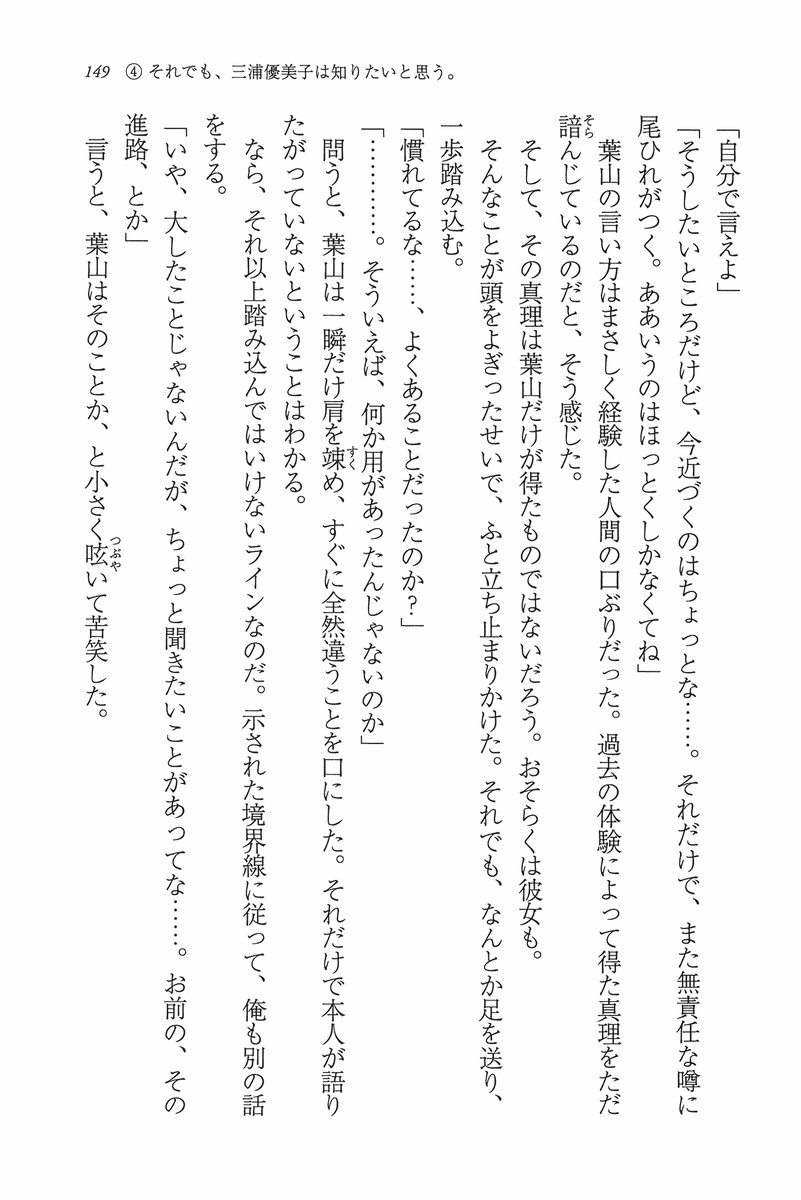 149 ④ それでも、三浦優美子は知りたいと思う。
「自分で言えよ」
「そうしたいところだけど、今近づくのはちょっとな……。それだけで、また無責任な噂に
尾ひれがつく。ああいうのはほっとくしかなくてね」
葉山の言い方はまさしく経験した人間の口ぶりだった。過去の体験によって得た真理をただ
諳んじているのだと、そう感じた。
そして、その真理は葉山だけが得たものではないだろう。おそらくは彼女も。
そんなことが頭をよぎったせいで、ふと立ち止まりかけた。それでも、なんとか足を送り、
一歩踏み込む。
「慣れてるな……、よくあることだったのか?」
「…………。そういえば、何か用があったんじゃないのか」
問うと、葉山は一瞬だけ肩を竦め、すぐに全然違うことを口にした。それだけで本人が語り
たがっていないということはわかる。
なら、それ以上踏み込んではいけないラインなのだ。示された境界線に従って、俺も別の話
をする。
「いや、大したことじゃないんだが、ちょっと聞きたいことがあってな……。お前の、その
進路、とか」
言うと、葉山はそのことか、と小さく呟いて苦笑した。